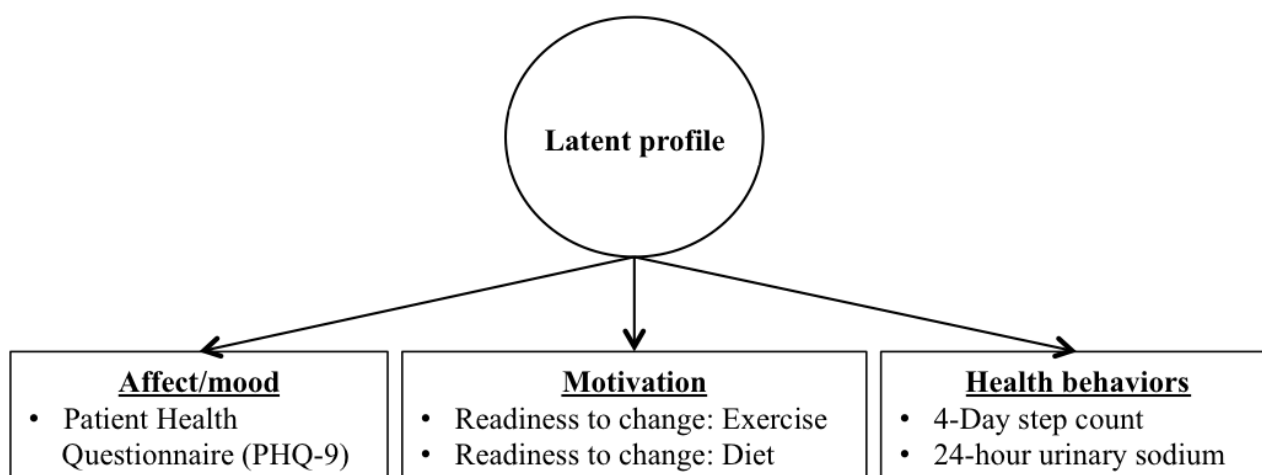 Latent profile
Affect/mood
• Patient Health
Questionnaire (PHQ-9)
Motivation
• Readiness to change: Exercise
• Readiness to change: Diet
Health behaviors
• 4-Day step count
• 24-hour urinary sodium